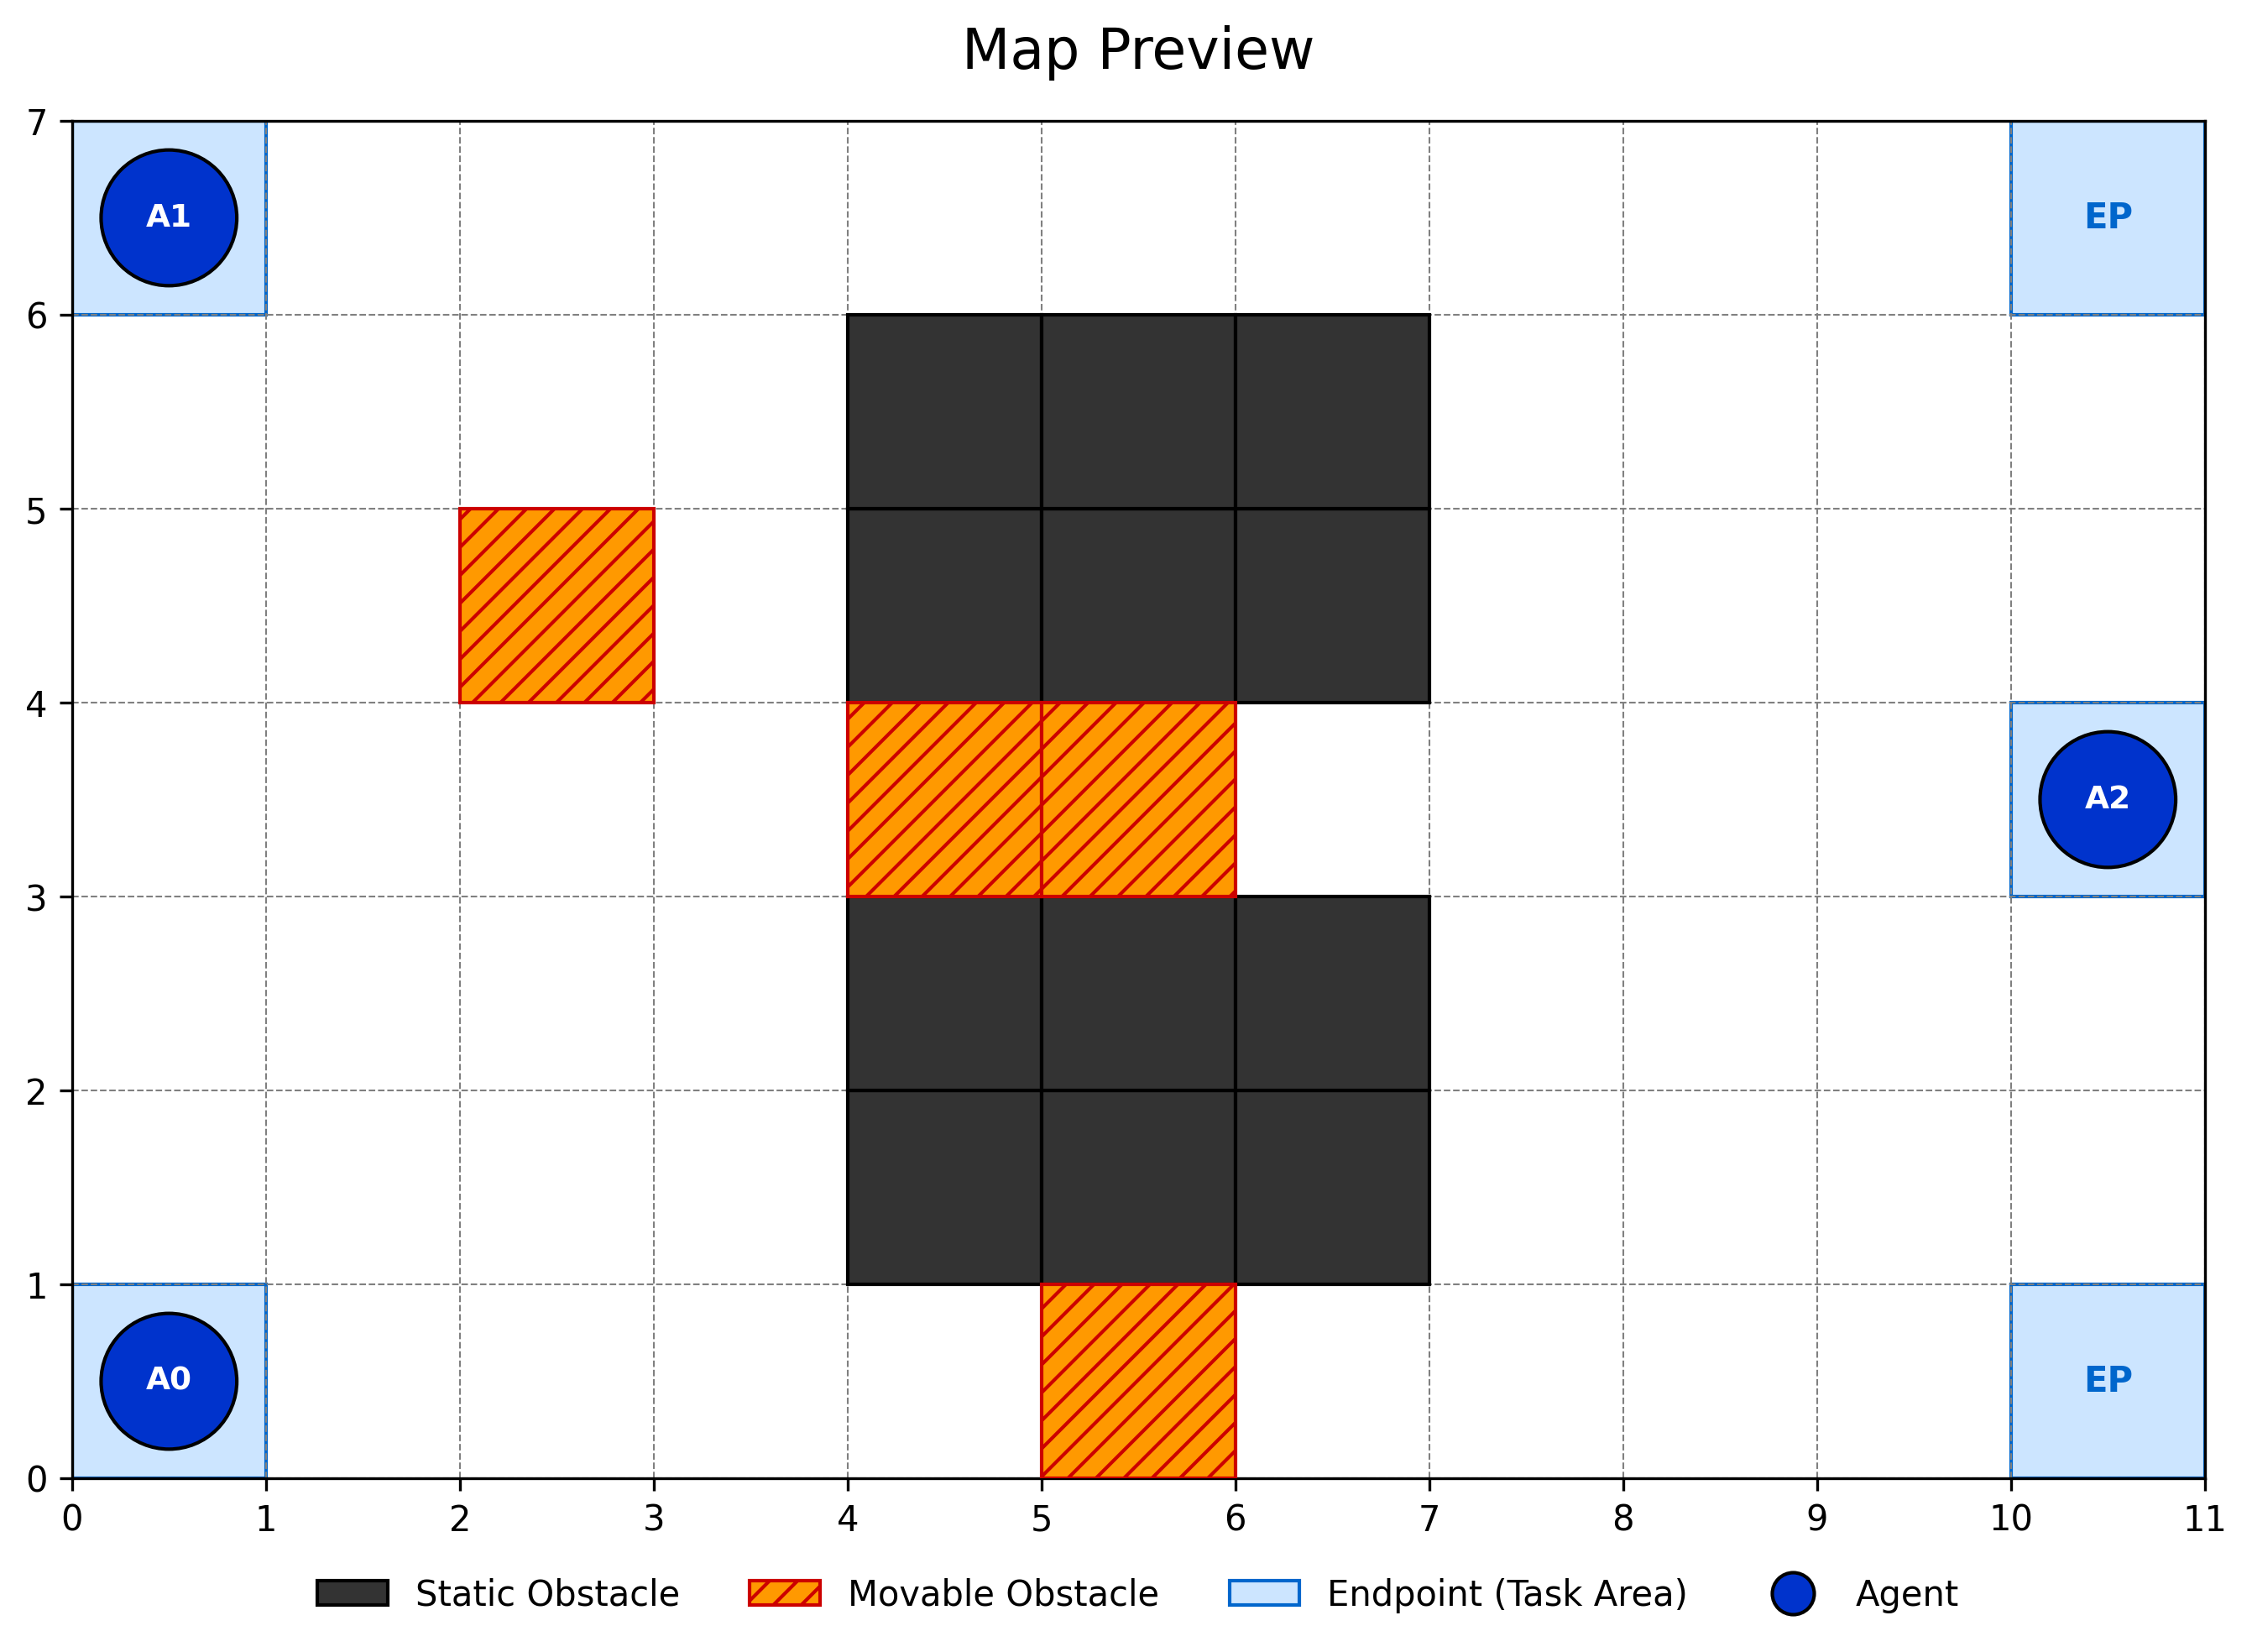 Map Preview
7
A1
EP
6
5
4
A2
3
2
1
A0
EP
0
0 1 2 3 4 5 6 7 8 9 10 11
Static Obstacle Movable Obstacle Endpoint (Task Area) Agent